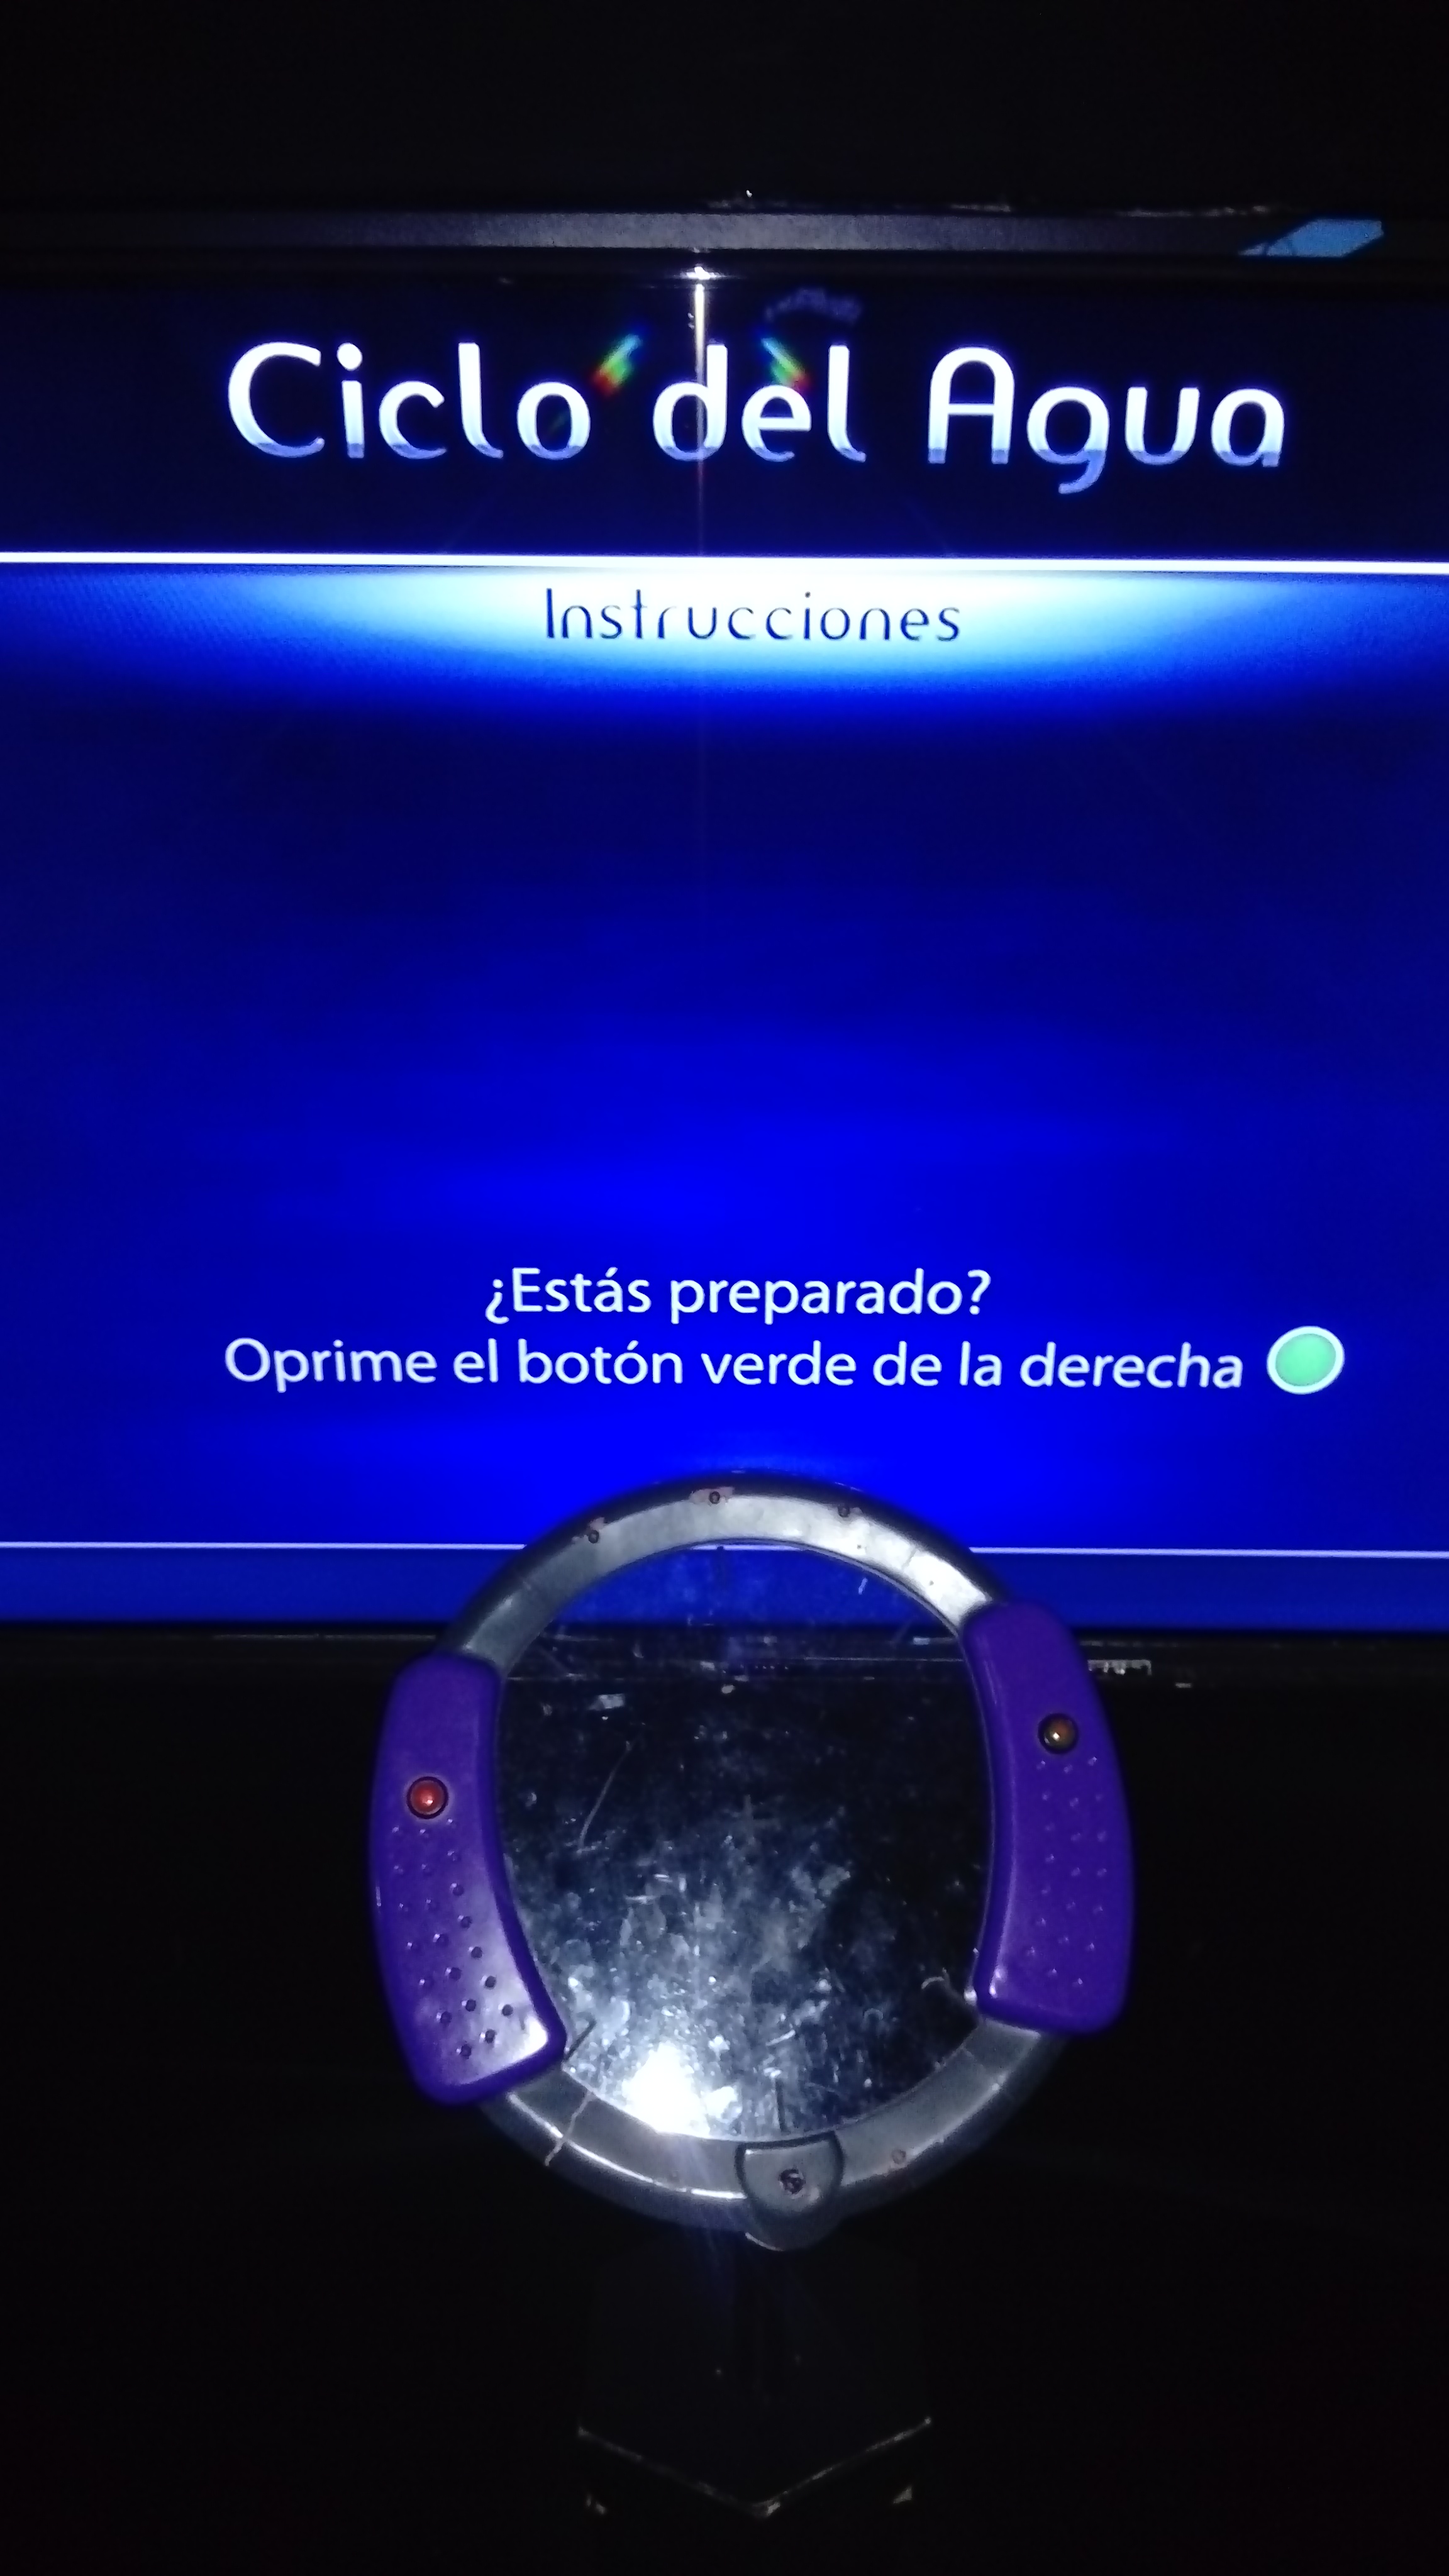 Ciclo del Agua
Instrucciones
¿Estás preparado?
Oprime el botón verde de la derecha